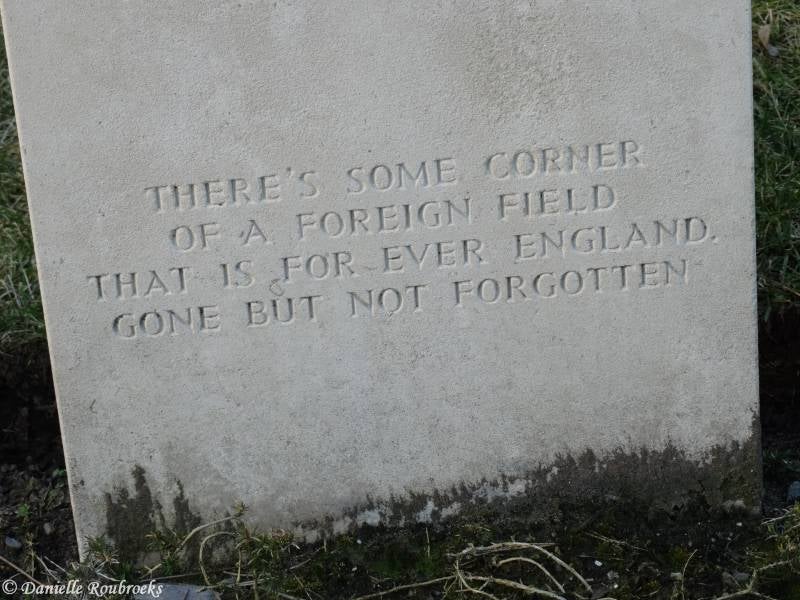 THERE'S SOME CORNER
OF A FOREIGN FIELD
THAT IS FOR EVER ENGLAND.
GONE BUT NOT FORGOTTEN
© Danielle Roubroeks